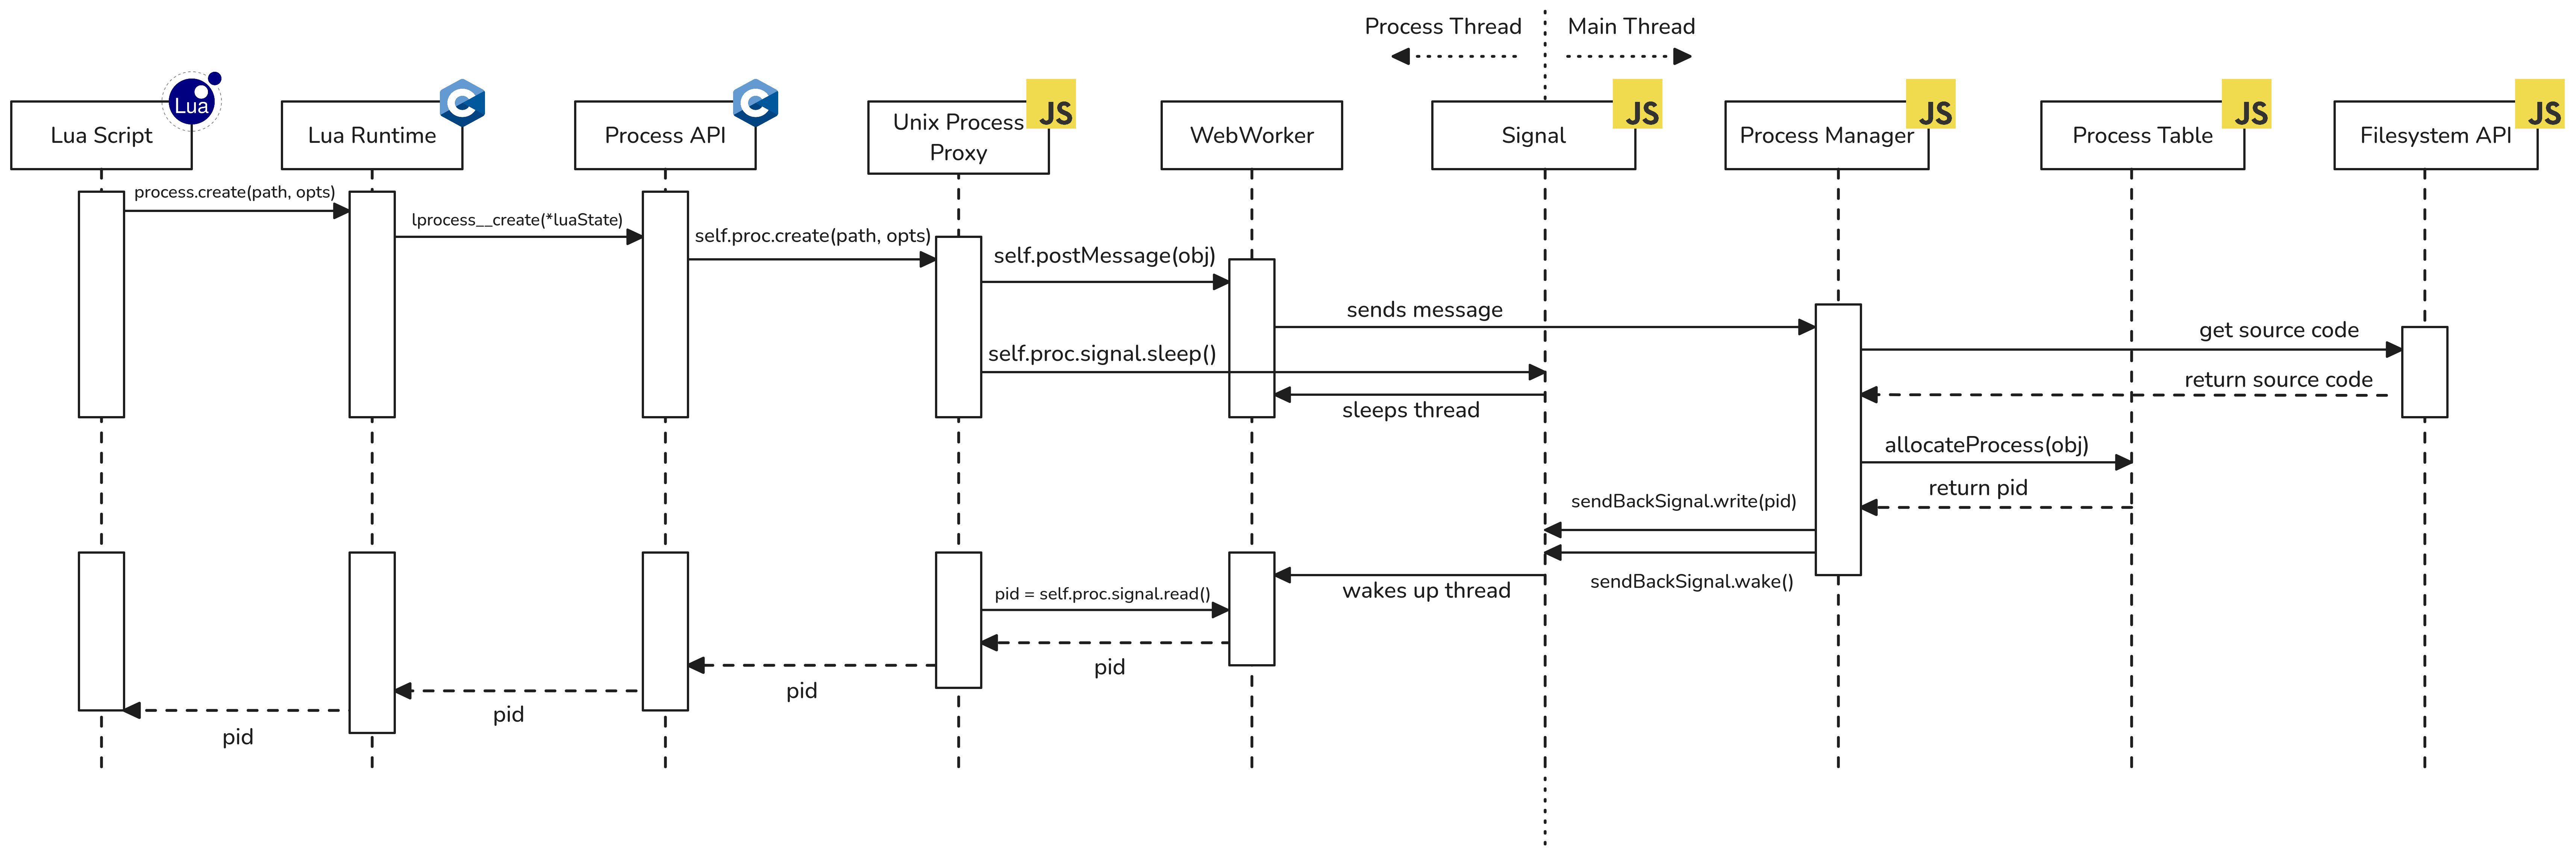 Process Thread
Main Thread
Lua
JS
JS
JS
JS
JS
Lua Script
Lua Runtime
Process API
Unix Process
Proxy
WebWorker
Signal
Process Manager
Process Table
Filesystem API
process.create(path, opts)
lprocess__create(*luaState)
self.proc.create(path, opts)
self.postMessage(obj)
sends message
get source code
self.proc.signal.sleep()
return source code
sleeps thread
allocateProcess(obj)
return pid
sendBackSignal.write(pid)
wakes up thread
sendBackSignal.wake()
pid = self.proc.signal.read()
pid
pid
pid
pid